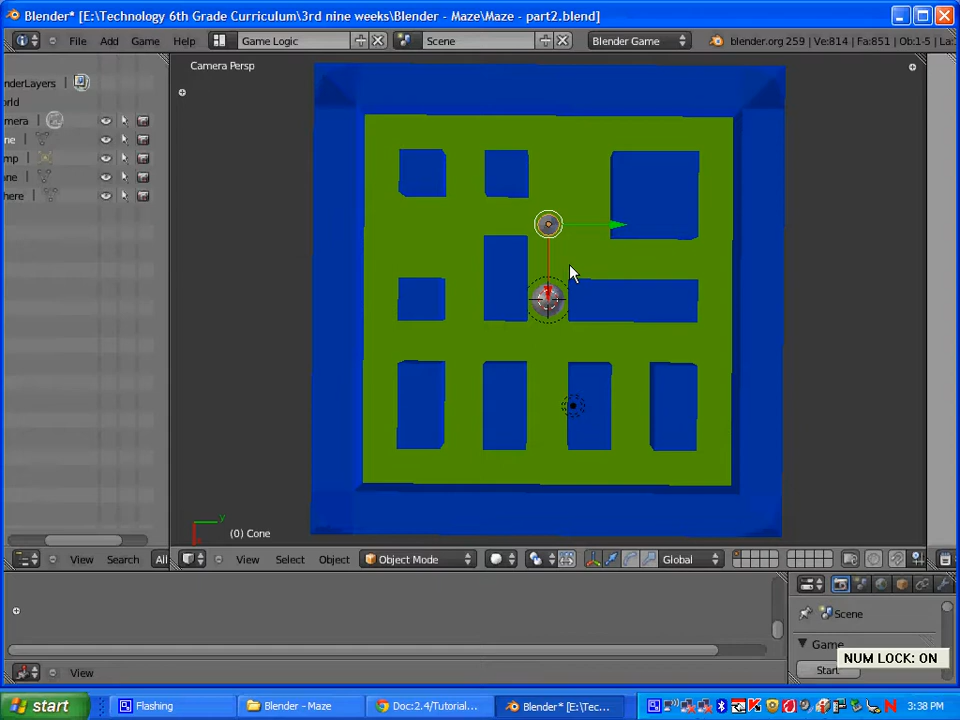 Blender* [E:\Technology 6th Grade Curriculum\3rd nine weeks\Blender - Maze\Maze - part2.blend]
File Add Game Help Game Logic Scene Blender Game blender.org 259 | Ve:814 | Fa:851 | Ob:1-5 | La:
Camera Persp
nderLayers |
orld
amera |
ne
mp
ane
here
y
(0) Cone
View Search All View Select Object Object Mode Global
Scene
Game
Start
NUM LOCK: ON
View
start Flashing Blender - Maze Doc:2.4/Tutorial... Blender* [E:\Tec... 3:38 PM